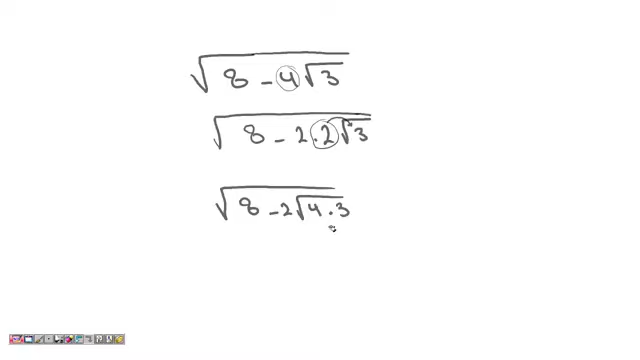 √(8 - 4√3)
√(8 - 2.2√3)
√(8 - 2√(4.3))